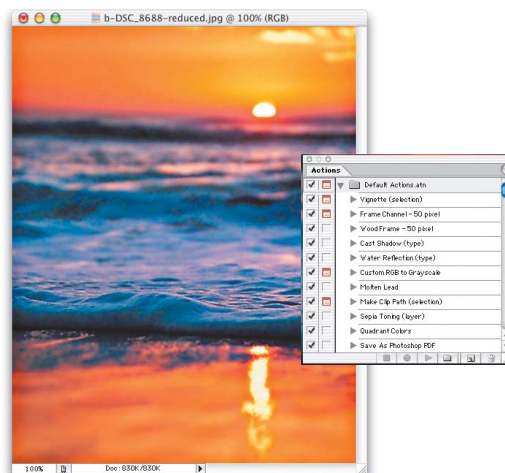 b-DSC_8688-reduced.jpg @ 100% (RGB)
Actions
Default Actions.atn
Vignette (selection)
Frame Channel - 50 pixel
Wood Frame - 50 pixel
Cast Shadow (type)
Water Reflection (type)
Custom RGB to Grayscale
Molten Lead
Make Clip Path (selection)
Sepia Toning (layer)
Quadrant Colors
Save As Photoshop PDF
100%
Doc: 830K/830K